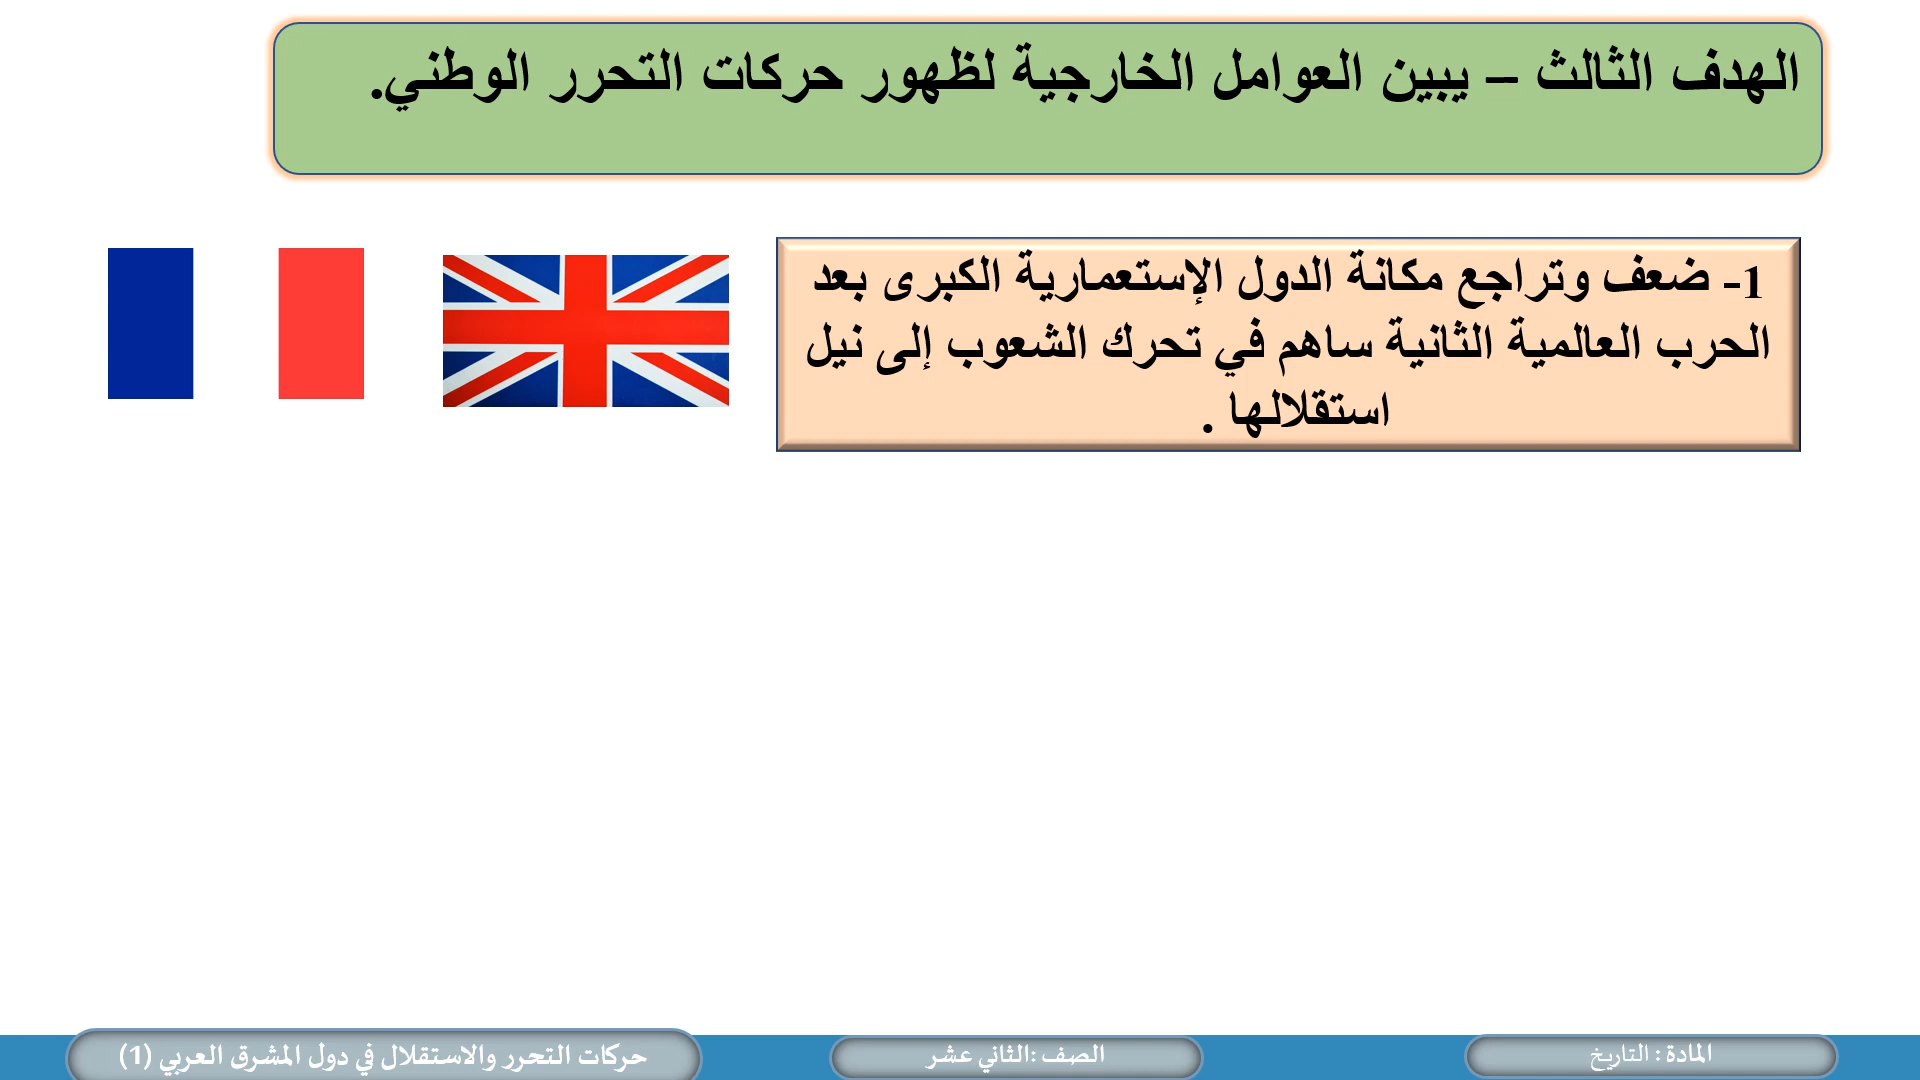 الهدف الثالث – يبين العوامل الخارجية لظهور حركات التحرر الوطني.
1- ضعف وتراجع مكانة الدول الإستعمارية الكبرى بعد
الحرب العالمية الثانية ساهم في تحرك الشعوب إلى نيل
استقلالها .
المادة : التاريخ
الصف :الثاني عشر
حركات التحرر والاستقلال في دول المشرق العربي (1)